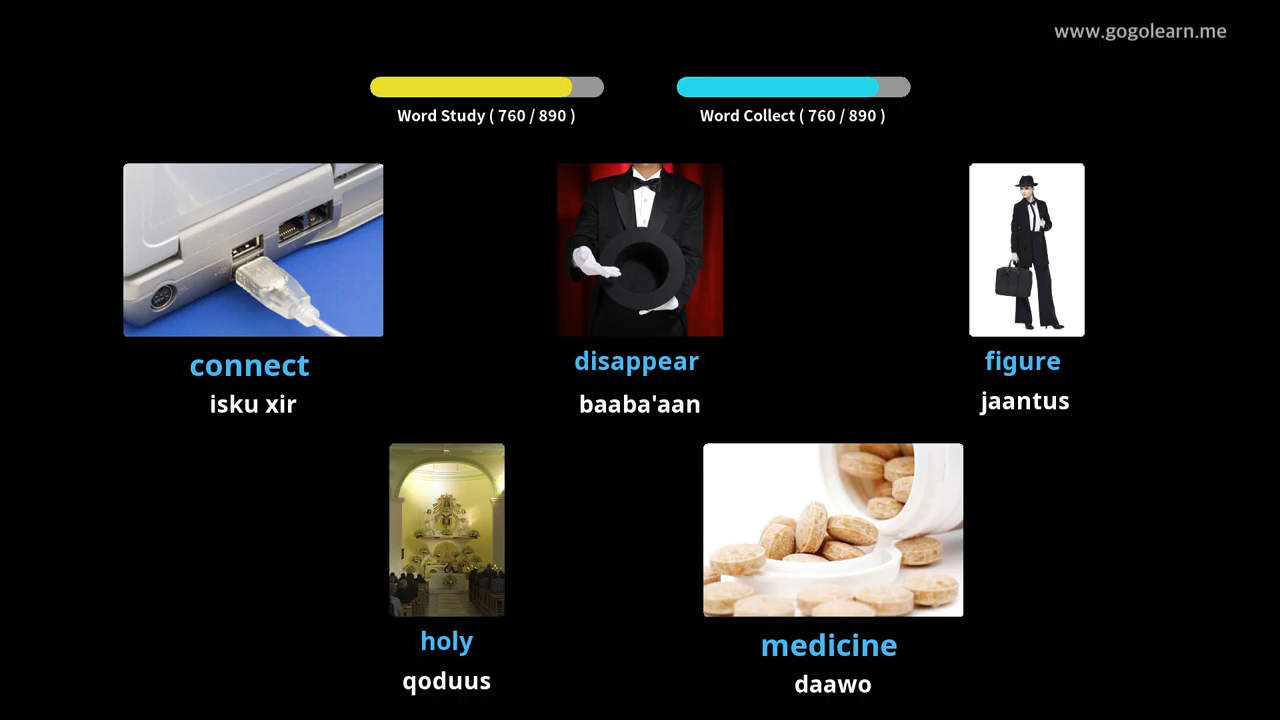 www.gogolearn.me
Word Study ( 760 / 890 )
Word Collect ( 760 / 890 )
connect
isku xir
disappear
baaba'aan
figure
jaantus
holy
qoduus
medicine
daawo